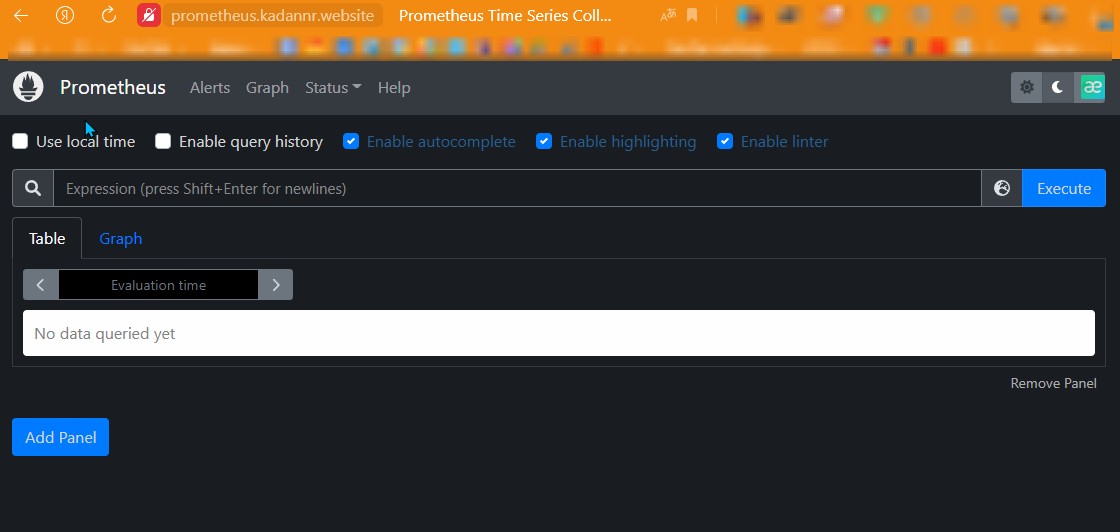 Я prometheus.kadannr.website Prometheus Time Series Coll...
Prometheus Alerts Graph Status Help æ
Use local time Enable query history Enable autocomplete Enable highlighting Enable linter
Expression (press Shift+Enter for newlines) Execute
Table Graph
Evaluation time
No data queried yet
Remove Panel
Add Panel